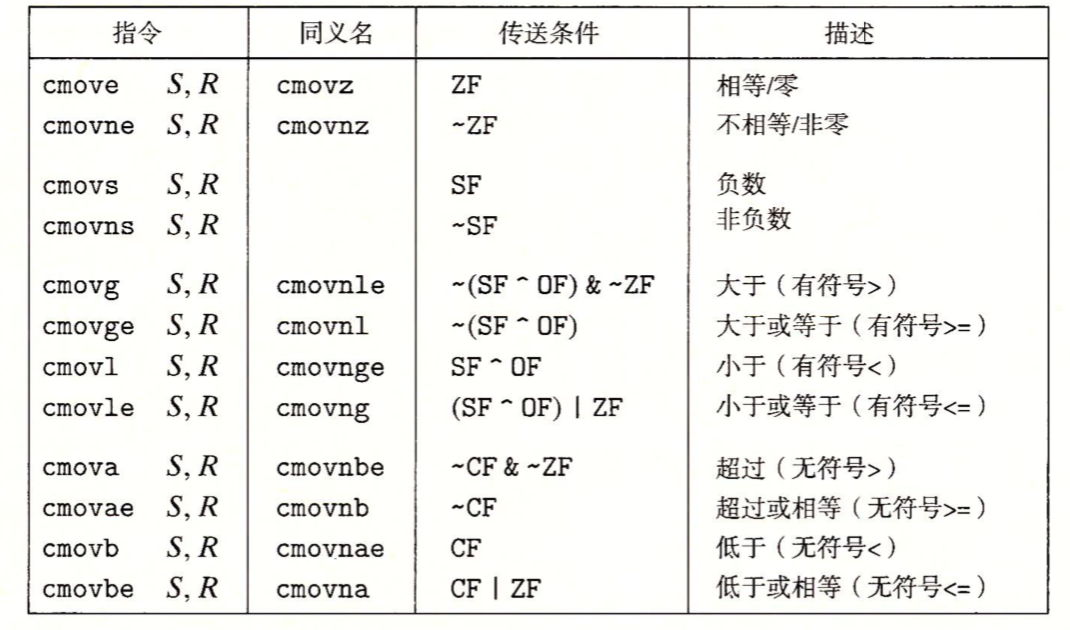 指令 同义名 传送条件 描述
cmove S, R cmovz ZF 相等/零
cmovne S, R cmovnz ~ZF 不相等/非零
cmovs S, R SF 负数
cmovns S, R ~SF 非负数
cmovg S, R cmovnle ~(SF ^ OF) & ~ZF 大于（有符号>）
cmovge S, R cmovnl ~(SF ^ OF) 大于或等于（有符号>=）
cmovl S, R cmovnge SF ^ OF 小于（有符号<）
cmovle S, R cmovng (SF ^ OF) | ZF 小于或等于（有符号<=）
cmova S, R cmovnbe ~CF & ~ZF 超过（无符号>）
cmovae S, R cmovnb ~CF 超过或相等（无符号>=）
cmovb S, R cmovnae CF 低于（无符号<）
cmovbe S, R cmovna CF | ZF 低于或相等（无符号<=）